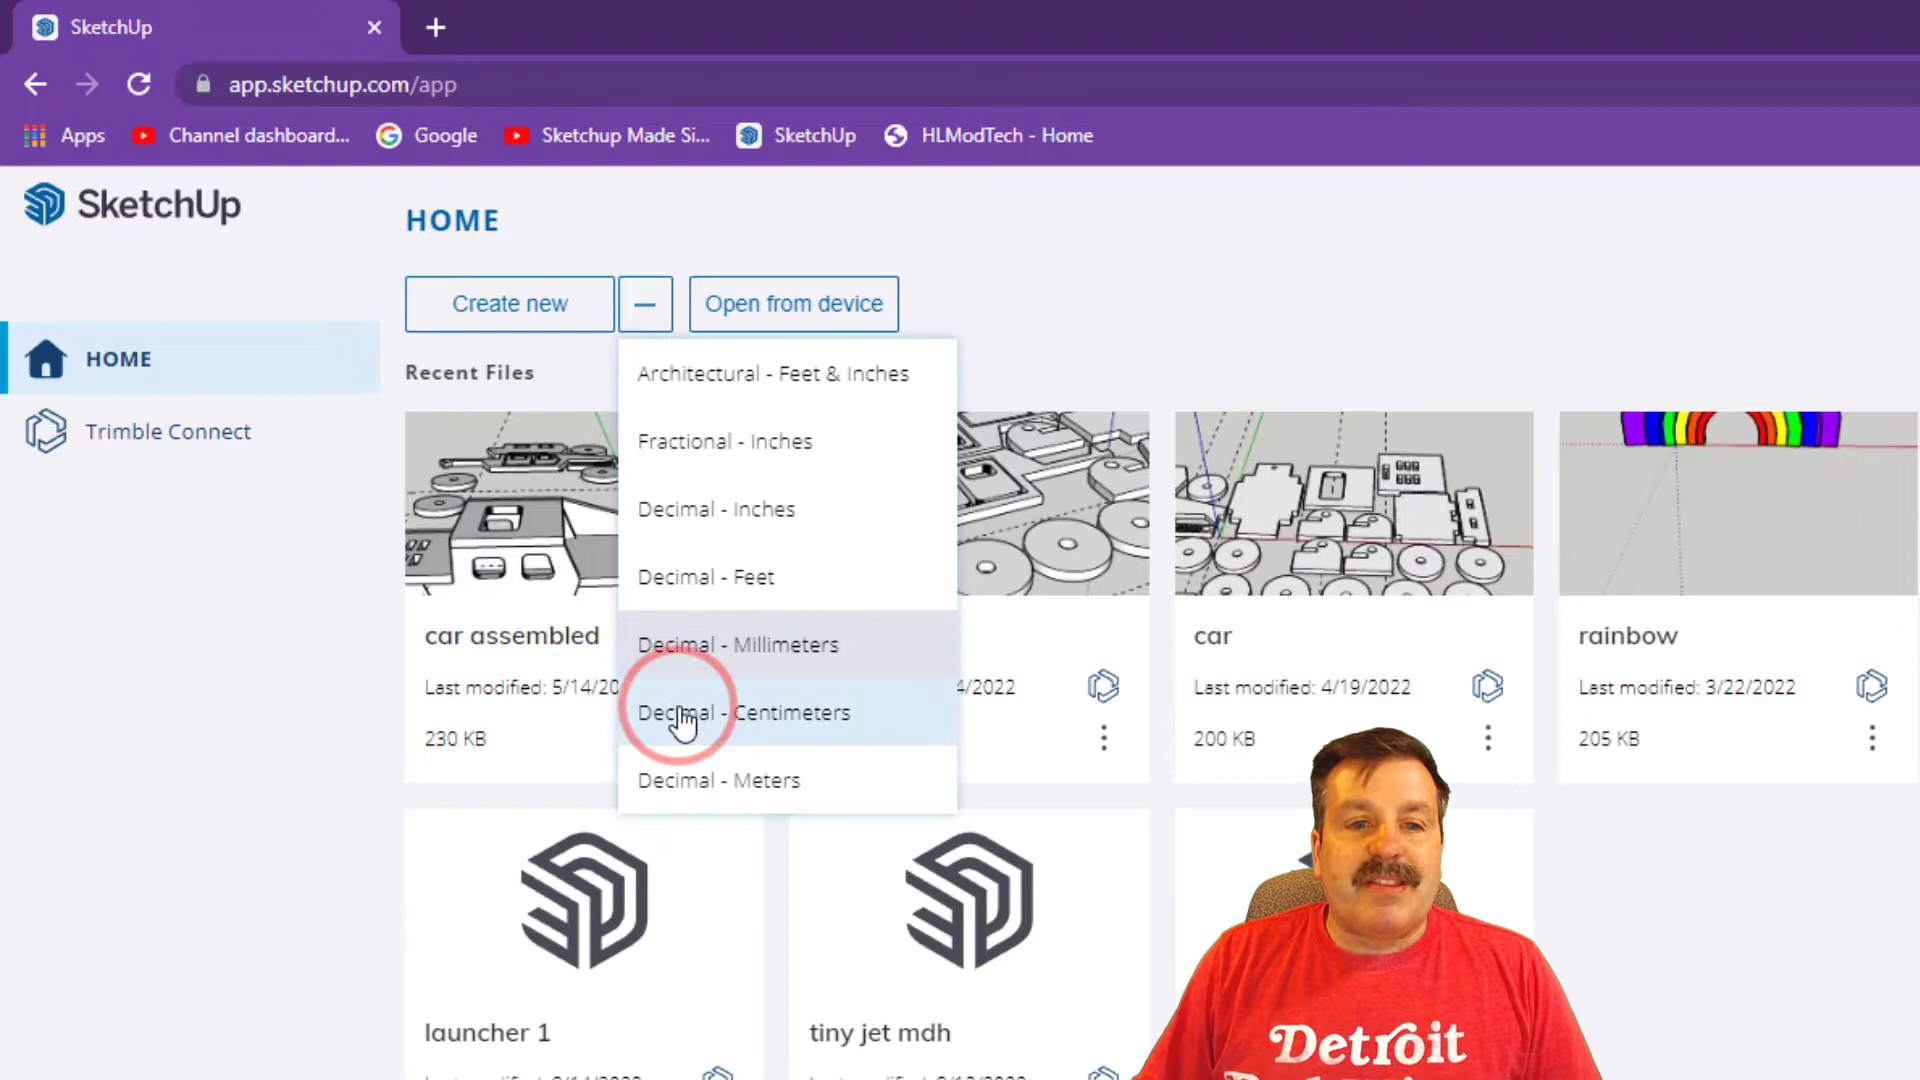 SketchUp
app.sketchup.com/app
Apps
Channel dashboard...
Google
Sketchup Made Si...
SketchUp
HLModTech - Home
SketchUp
HOME
Create new
Open from device
HOME
Trimble Connect
Recent Files
Architectural - Feet & Inches
Fractional - Inches
Decimal - Inches
Decimal - Feet
Decimal - Millimeters
Decimal - Centimeters
Decimal - Meters
car assembled
Last modified: 5/14/20
230 KB
4/2022
car
Last modified: 4/19/2022
200 KB
rainbow
Last modified: 3/22/2022
205 KB
launcher 1
tiny jet mdh
Detroit